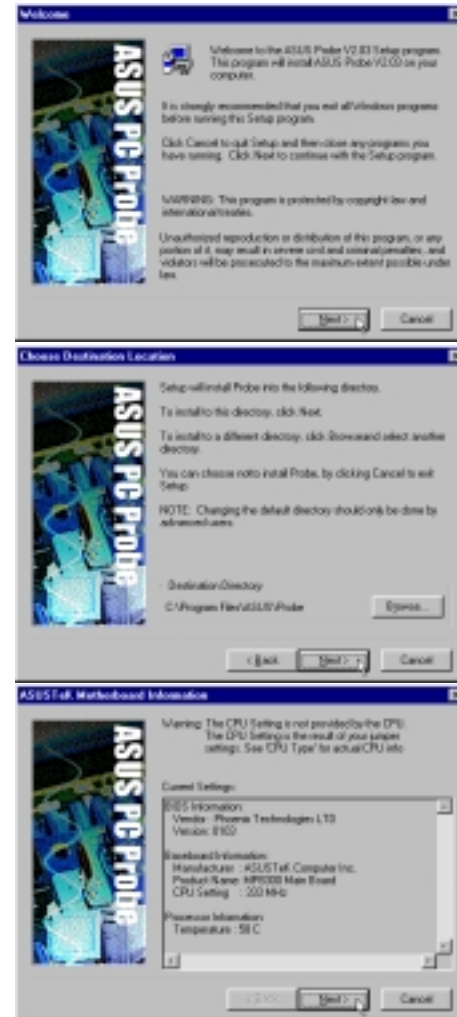 Welcome
ASUS PC Probe
Welcome to the ASUS Probe V2.03 Setup program.
This program will install ASUS Probe V2.03 on your
computer.
It is strongly recommended that you exit all Windows programs
before running this Setup program.
Click Cancel to quit Setup and then close any programs you
have running. Click Next to continue with the Setup program.
WARNING: This program is protected by copyright law and
international treaties.
Unauthorized reproduction or distribution of this program, or any
portion of it, may result in severe civil and criminal penalties, and
violators will be prosecuted to the maximum extent possible under
law.
Next >
Cancel
Choose Destination Location
ASUS PC Probe
Setup will install Probe into the following directory.
To install to this directory, click Next.
To install to a different directory, click Browse and select another
directory.
You can choose not to install Probe, by clicking Cancel to exit
Setup.
NOTE: Changing the default directory should only be done by
advanced users
Destination Directory
C:\Program Files\ASUS\Probe
Browse...
< Back
Next >
Cancel
ASUSTeK Motherboard Information
ASUS PC Probe
Warning: The CPU Setting is not provided by the CPU.
The CPU Setting is the result of your jumper
settings. See 'CPU Type' for actual CPU info
Current Settings:
BIOS Information:
Vendor : Phoenix Technologies LTD
Version: 0103
Baseboard Information:
Manufacturer : ASUSTeK Computer Inc.
Product Name: Main Board
CPU Setting : MHz
Processor Information
Temperature : C
< Back
Next >
Cancel